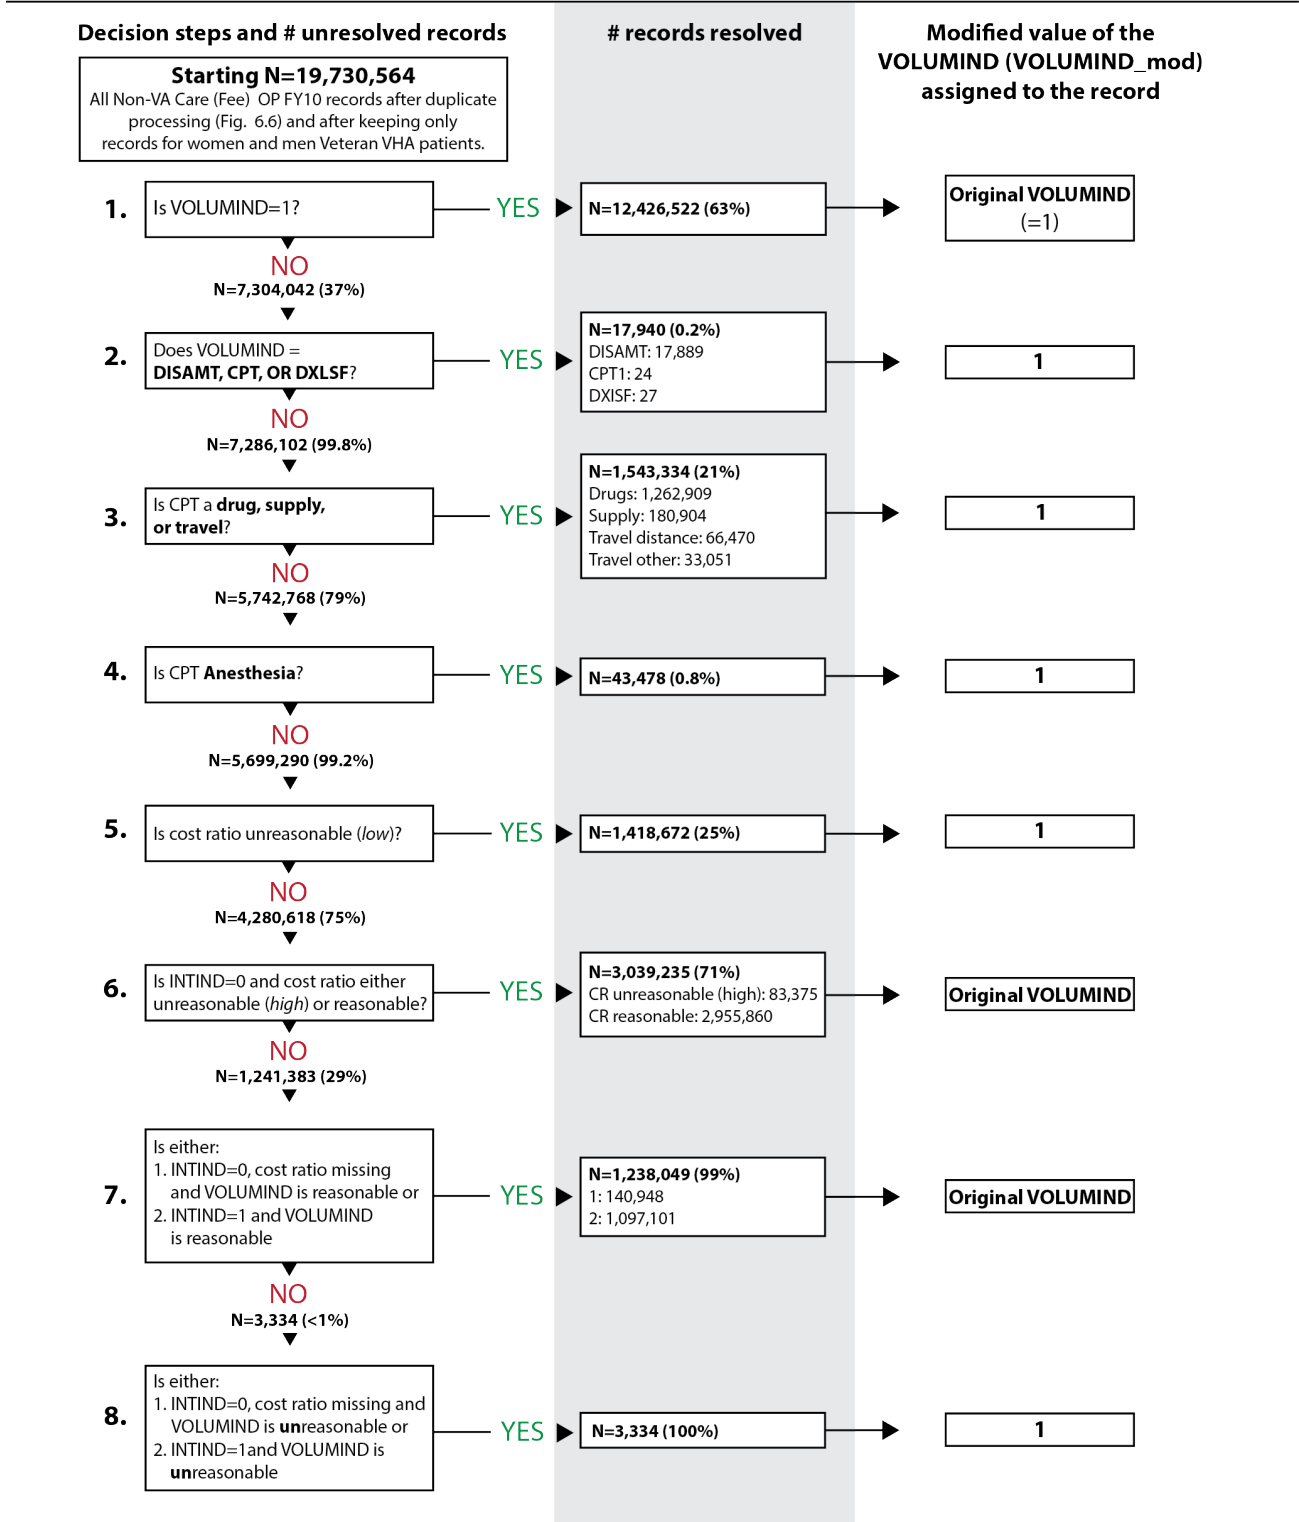 Decision steps and # unresolved records
# records resolved
Modified value of the
VOLUMIND (VOLUMIND_mod)
assigned to the record
Starting N=19,730,564
All Non-VA Care (Fee) OP FY10 records after duplicate
processing (Fig. 6.6) and after keeping only
records for women and men Veteran VHA patients.
1.
Is VOLUMIND=1?
YES
N=12,426,522 (63%)
Original VOLUMIND
(=1)
NO
N=7,304,042 (37%)
2.
Does VOLUMIND =
DISAMT, CPT, OR DXLSF?
YES
N=17,940 (0.2%)
DISAMT: 17,889
CPT1: 24
DXISF: 27
1
NO
N=7,286,102 (99.8%)
3.
Is CPT a drug, supply,
or travel?
YES
N=1,543,334 (21%)
Drugs: 1,262,909
Supply: 180,904
Travel distance: 66,470
Travel other: 33,051
1
NO
N=5,742,768 (79%)
4.
Is CPT Anesthesia?
YES
N=43,478 (0.8%)
1
NO
N=5,699,290 (99.2%)
5.
Is cost ratio unreasonable (low)?
YES
N=1,418,672 (25%)
1
NO
N=4,280,618 (75%)
6.
Is INTIND=0 and cost ratio either
unreasonable (high) or reasonable?
YES
N=3,039,235 (71%)
CR unreasonable (high): 83,375
CR reasonable: 2,955,860
Original VOLUMIND
NO
N=1,241,383 (29%)
7.
Is either:
1. INTIND=0, cost ratio missing
and VOLUMIND is reasonable or
2. INTIND=1 and VOLUMIND
is reasonable
YES
N=1,238,049 (99%)
1: 140,948
2: 1,097,101
Original VOLUMIND
NO
N=3,334 (<1%)
8.
Is either:
1. INTIND=0, cost ratio missing and
VOLUMIND is unreasonable or
2. INTIND=1and VOLUMIND is
unreasonable
YES
N=3,334 (100%)
1